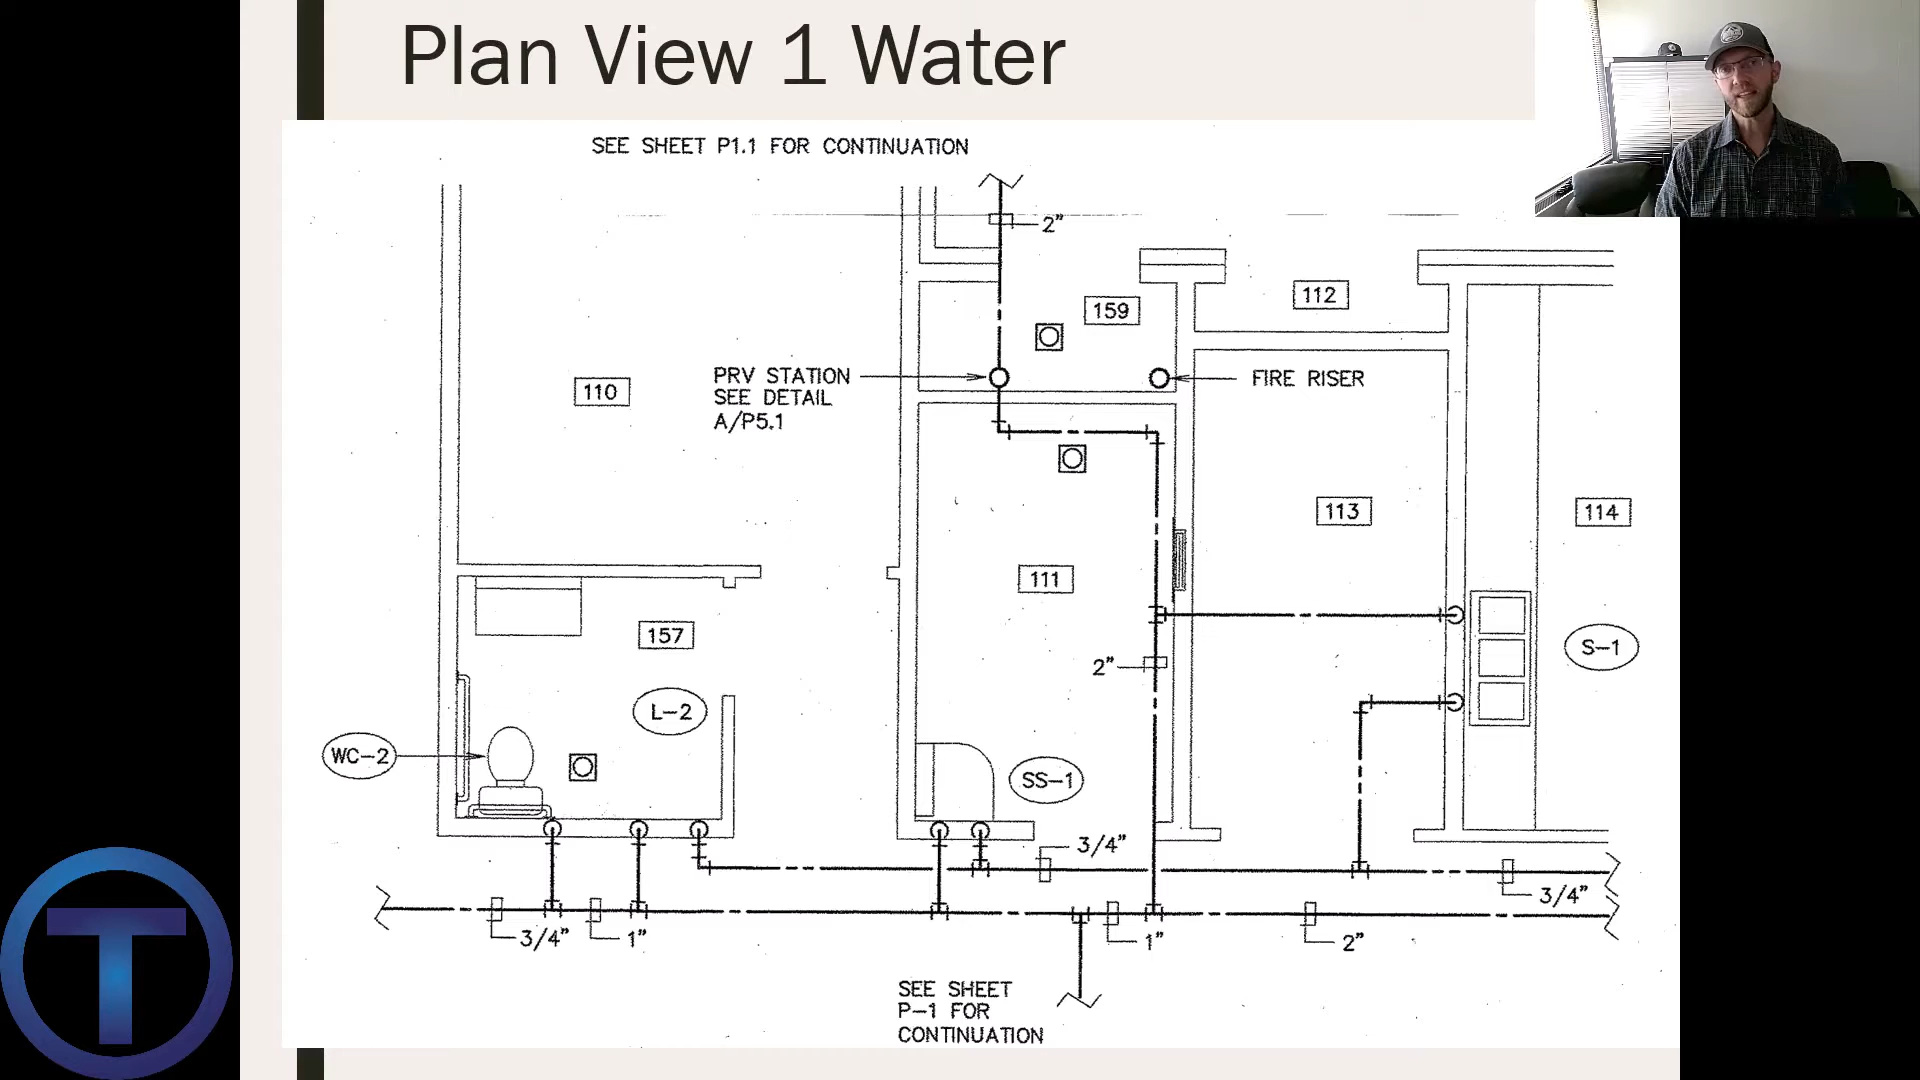 Plan View 1 Water
SEE SHEET P1.1 FOR CONTINUATION
2"
159
112
PRV STATION
SEE DETAIL
A/P5.1
FIRE RISER
110
113
114
111
157
2"
S-1
L-2
WC-2
SS-1
3/4"
3/4"
3/4"
1"
1"
2"
SEE SHEET
P-1 FOR
CONTINUATION
T